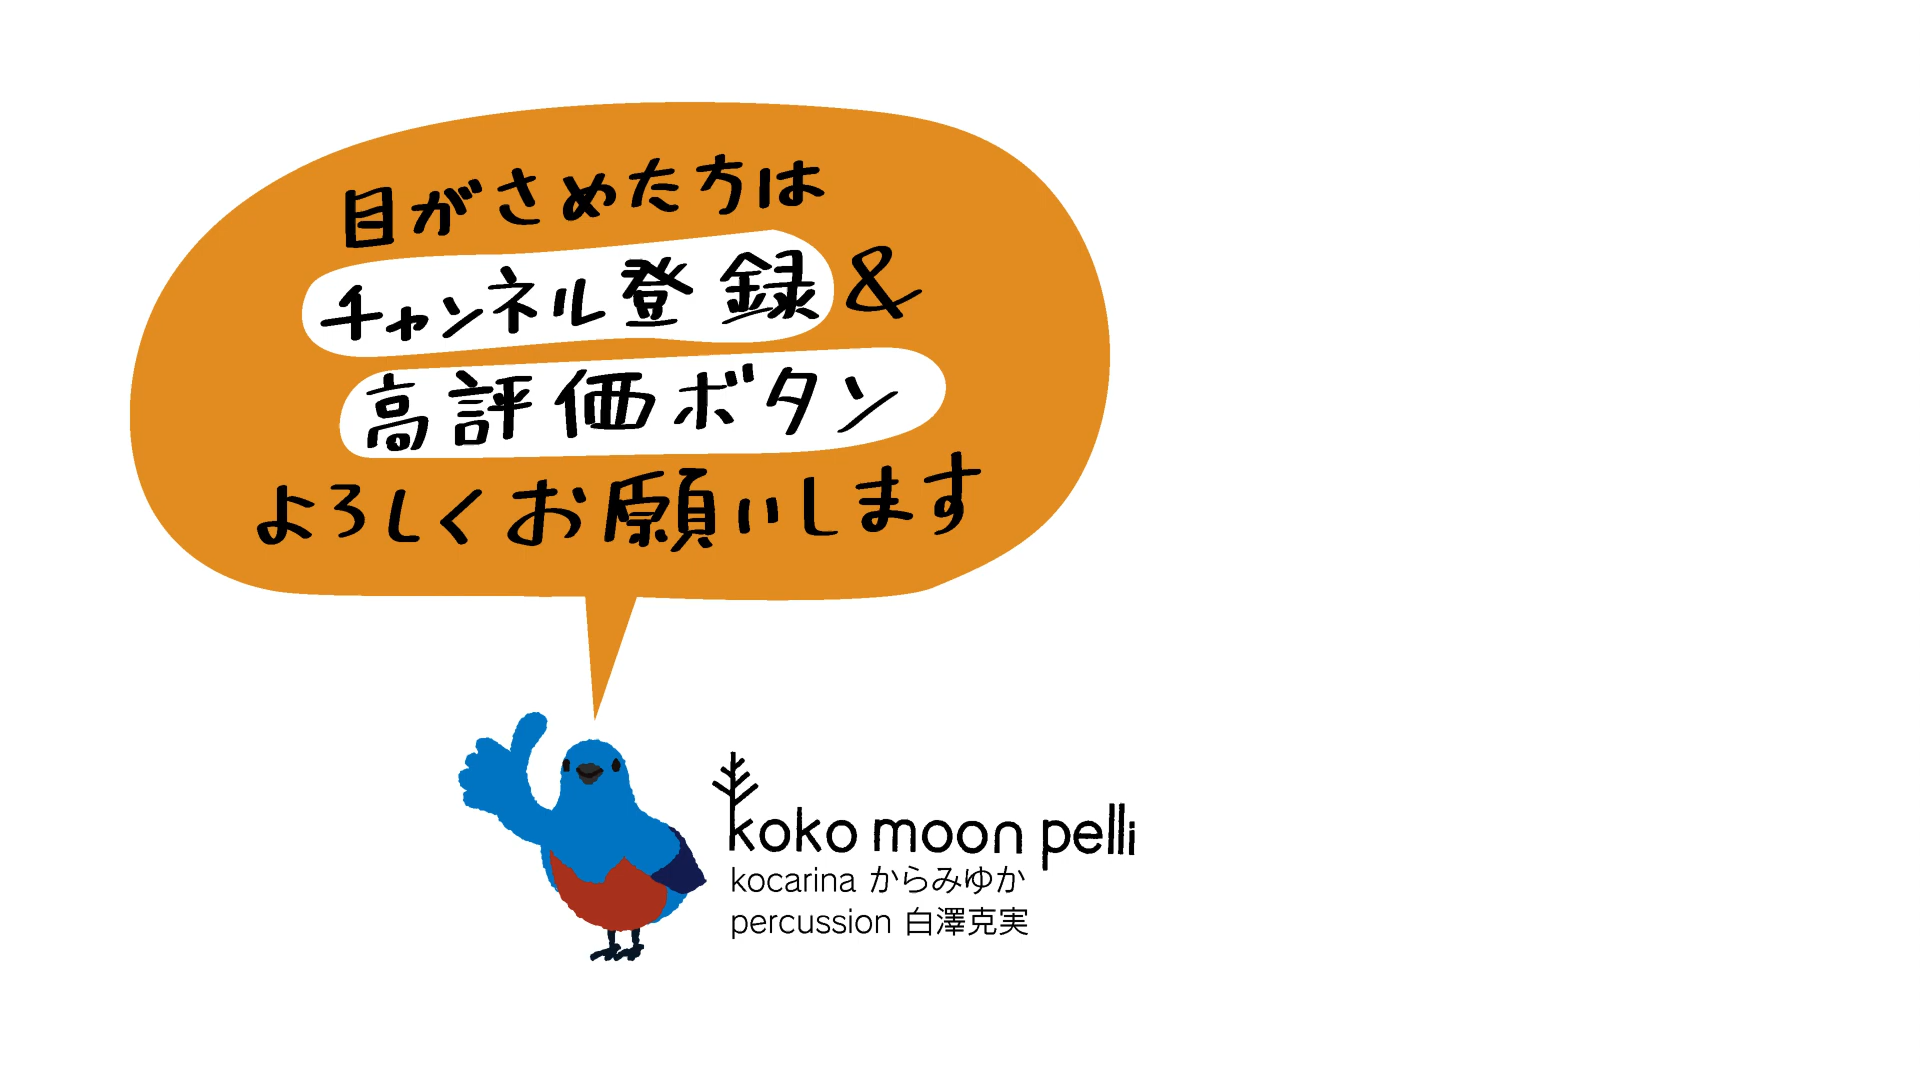 目がさめた方は
チャンネル登録&
高評価ボタン
よろしくお願いします
koko moon pelli
kocarina からみゆか
percussion 白澤克実